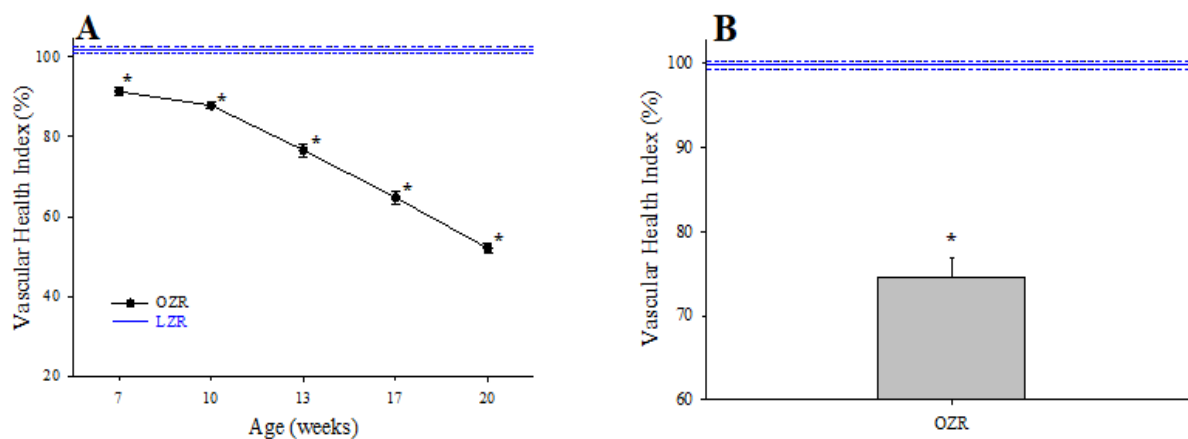 A
Vascular Health Index (%)
100
80
60
40
20
*
*
*
*
*
OZR
LZR
7 10 13 17 20
Age (weeks)
B
Vascular Health Index (%)
100
90
80
70
60
*
OZR